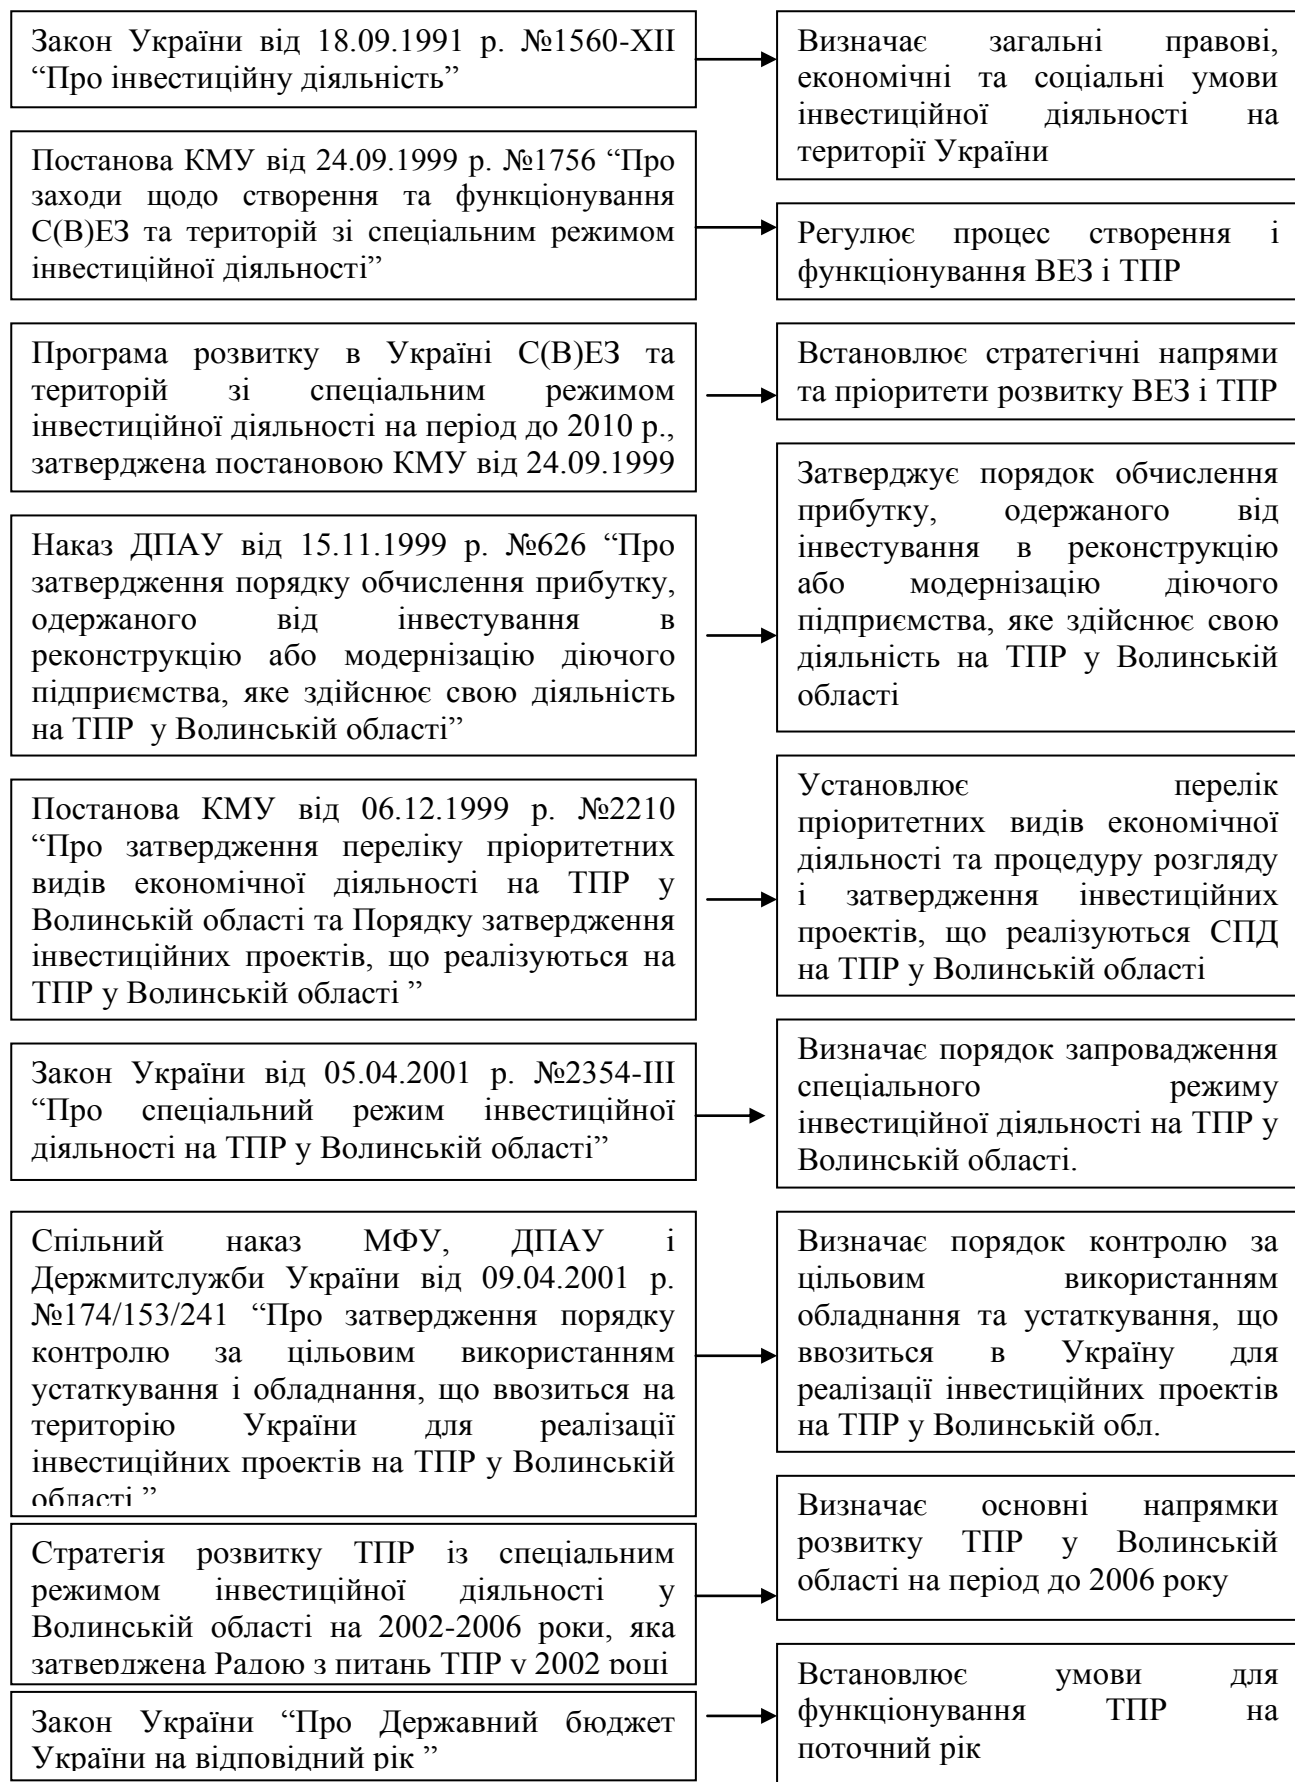 Закон України від 18.09.1991 р. №1560-XII
“Про інвестиційну діяльність”
Визначає загальні правові,
економічні та соціальні умови
інвестиційної діяльності на
території України
Постанова КМУ від 24.09.1999 р. №1756 “Про
заходи щодо створення та функціонування
С(В)ЕЗ та територій зі спеціальним режимом
інвестиційної діяльності”
Регулює процес створення і
функціонування ВЕЗ і ТПР
Програма розвитку в Україні С(В)ЕЗ та
територій зі спеціальним режимом
інвестиційної діяльності на період до 2010 р.,
затверджена постановою КМУ від 24.09.1999
Встановлює стратегічні напрями
та пріоритети розвитку ВЕЗ і ТПР
Наказ ДПАУ від 15.11.1999 р. №626 “Про
затвердження порядку обчислення прибутку,
одержаного від інвестування в
реконструкцію або модернізацію діючого
підприємства, яке здійснює свою діяльність
на ТПР у Волинській області”
Затверджує порядок обчислення
прибутку, одержаного від
інвестування в реконструкцію
або модернізацію діючого
підприємства, яке здійснює свою
діяльність на ТПР у Волинській
області
Постанова КМУ від 06.12.1999 р. №2210
“Про затвердження переліку пріоритетних
видів економічної діяльності на ТПР у
Волинській області та Порядку затвердження
інвестиційних проектів, що реалізуються на
ТПР у Волинській області ”
Установлює перелік
пріоритетних видів економічної
діяльності та процедуру розгляду
і затвердження інвестиційних
проектів, що реалізуються СПД
на ТПР у Волинській області
Закон України від 05.04.2001 р. №2354-III
“Про спеціальний режим інвестиційної
діяльності на ТПР у Волинській області”
Визначає порядок запровадження
спеціального режиму
інвестиційної діяльності на ТПР у
Волинській області.
Спільний наказ МФУ, ДПАУ і
Держмитслужби України від 09.04.2001 р.
№174/153/241 “Про затвердження порядку
контролю за цільовим використанням
устаткування і обладнання, що ввозиться на
територію України для реалізації
інвестиційних проектів на ТПР у Волинській
області ”
Визначає порядок контролю за
цільовим використанням
обладнання та устаткування, що
ввозиться в Україну для
реалізації інвестиційних проектів
на ТПР у Волинській обл.
Стратегія розвитку ТПР із спеціальним
режимом інвестиційної діяльності у
Волинській області на 2002-2006 роки, яка
затверджена Радою з питань ТПР у 2002 році
Визначає основні напрямки
розвитку ТПР у Волинській
області на період до 2006 року
Закон України “Про Державний бюджет
України на відповідний рік ”
Встановлює умови для
функціонування ТПР на
поточний рік